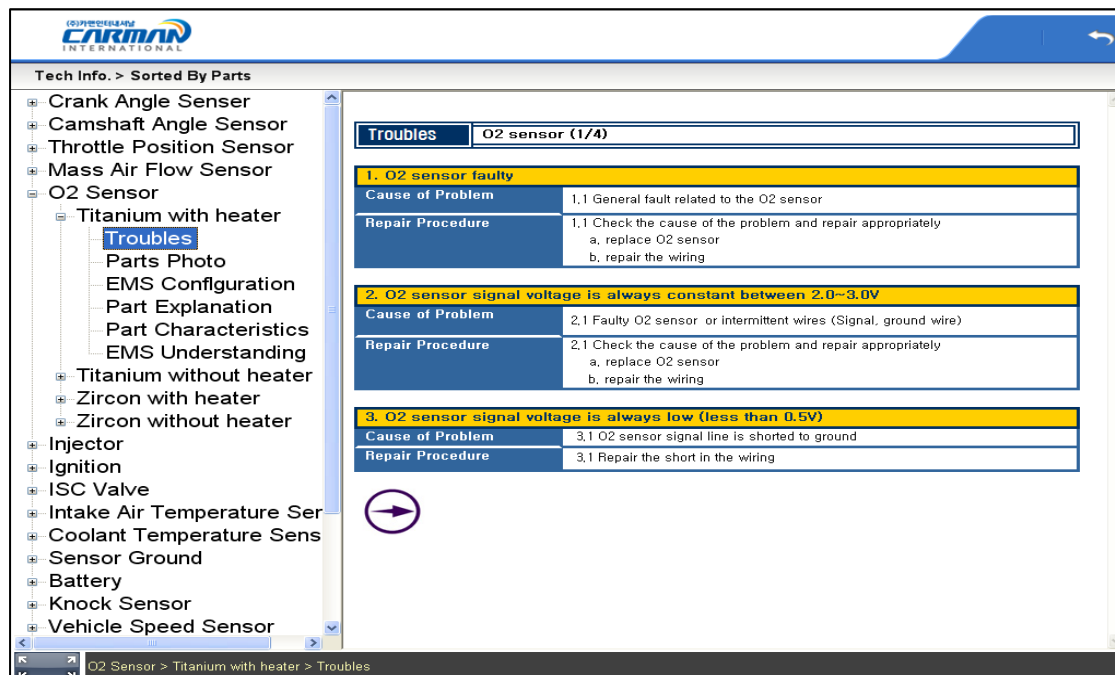 (주)카맨인터내셔날
CARMAN
INTERNATIONAL
Tech Info. > Sorted By Parts
Crank Angle Senser
Camshaft Angle Sensor
Throttle Position Sensor
Mass Air Flow Sensor
O2 Sensor
Titanium with heater
Troubles
Parts Photo
EMS Configuration
Part Explanation
Part Characteristics
EMS Understanding
Titanium without heater
Zircon with heater
Zircon without heater
Injector
Ignition
ISC Valve
Intake Air Temperature Ser
Coolant Temperature Sens
Sensor Ground
Battery
Knock Sensor
Vehicle Speed Sensor
Troubles O2 sensor (1/4)
1. O2 sensor faulty
Cause of Problem 1.1 General fault related to the O2 sensor
Repair Procedure 1.1 Check the cause of the problem and repair appropriately
a. replace O2 sensor
b. repair the wiring
2. O2 sensor signal voltage is always constant between 2.0~3.0V
Cause of Problem 2.1 Faulty O2 sensor or intermittent wires (Signal, ground wire)
Repair Procedure 2.1 Check the cause of the problem and repair appropriately
a. replace O2 sensor
b. repair the wiring
3. O2 sensor signal voltage is always low (less than 0.5V)
Cause of Problem 3.1 O2 sensor signal line is shorted to ground
Repair Procedure 3.1 Repair the short in the wiring
O2 Sensor > Titanium with heater > Troubles